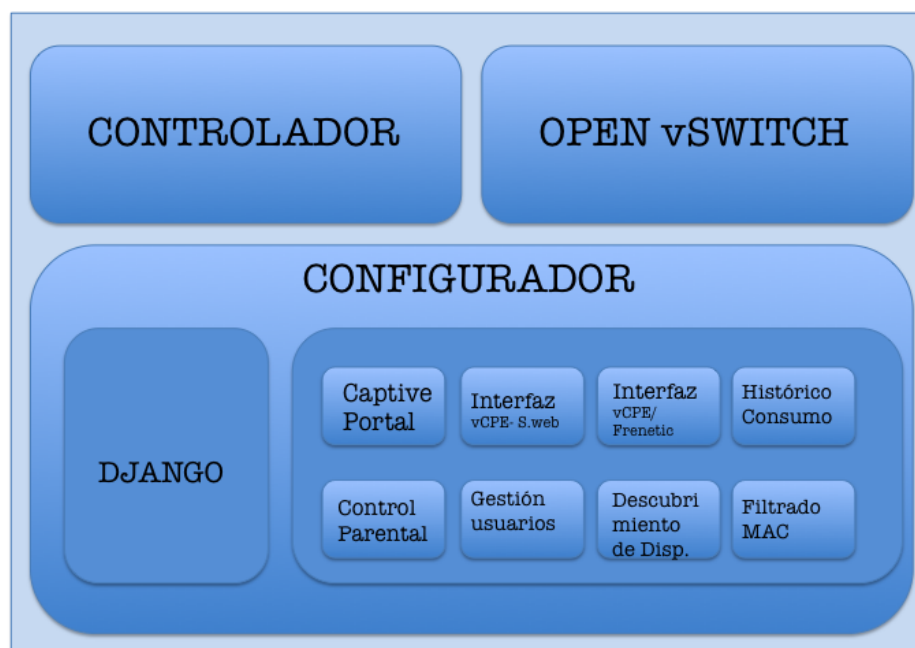 CONTROLADOR
OPEN vSWITCH
CONFIGURADOR
DJANGO
Captive
Portal
Interfaz
vCPE- S.web
Interfaz
vCPE/
Frenetic
Histórico
Consumo
Control
Parental
Gestión
usuarios
Descubri
miento
de Disp.
Filtrado
MAC